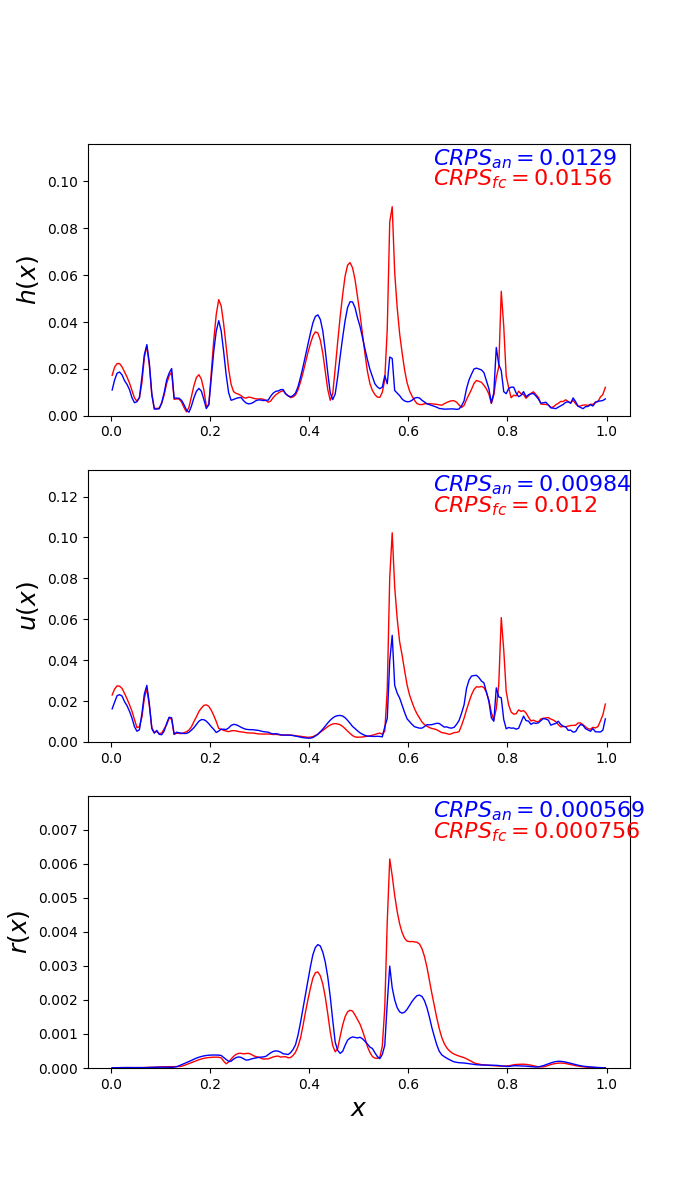 CRPS_an = 0.0129
CRPS_fc = 0.0156
0.10
0.08
0.06
0.04
0.02
0.00
h(x)
0.0 0.2 0.4 0.6 0.8 1.0
CRPS_an = 0.00984
CRPS_fc = 0.012
0.12
0.10
0.08
0.06
0.04
0.02
0.00
u(x)
0.0 0.2 0.4 0.6 0.8 1.0
CRPS_an = 0.000569
CRPS_fc = 0.000756
0.007
0.006
0.005
0.004
0.003
0.002
0.001
0.000
r(x)
0.0 0.2 0.4 0.6 0.8 1.0
x